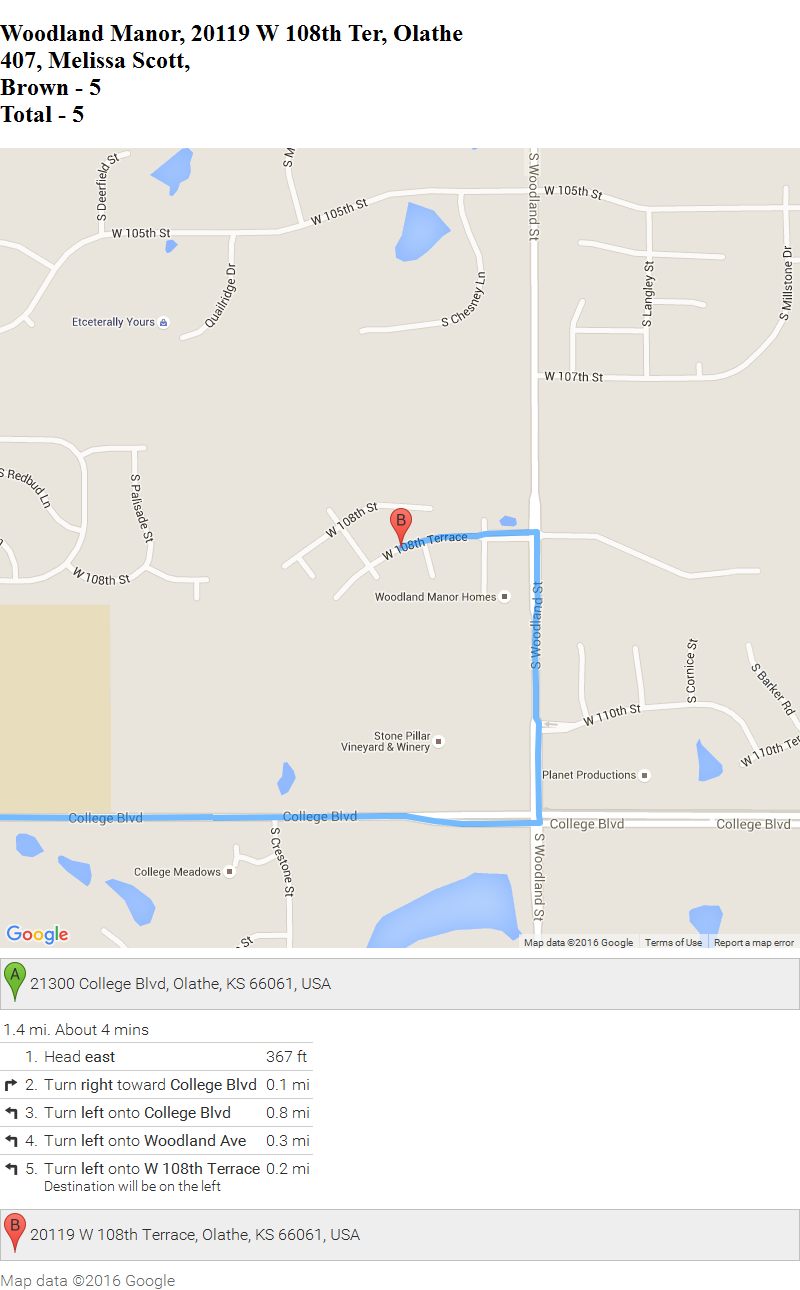 Woodland Manor, 20119 W 108th Ter, Olathe
407, Melissa Scott,
Brown - 5
Total - 5
S Deerfield St
S M
W 105th St
W 105th St
S Woodland St
W 105th St
Quailridge Dr
Etceterally Yours
S Chesney Ln
S Langley St
S Millstone Dr
W 107th St
S Redbud Ln
S Palisade St
W 108th St
W 108th St
B
W 108th Terrace
Woodland Manor Homes
S Woodland St
S Cornice St
S Barker Rd
W 110th St
W 110th Ter
Stone Pillar
Vineyard & Winery
Planet Productions
College Blvd
College Blvd
College Blvd
College Blvd
S Crestone St
College Meadows
S Woodland St
St
Google
Map data ©2016 Google
Terms of Use
Report a map error
A
21300 College Blvd, Olathe, KS 66061, USA
1.4 mi. About 4 mins
1. Head east 367 ft
2. Turn right toward College Blvd 0.1 mi
3. Turn left onto College Blvd 0.8 mi
4. Turn left onto Woodland Ave 0.3 mi
5. Turn left onto W 108th Terrace 0.2 mi
Destination will be on the left
B
20119 W 108th Terrace, Olathe, KS 66061, USA
Map data ©2016 Google